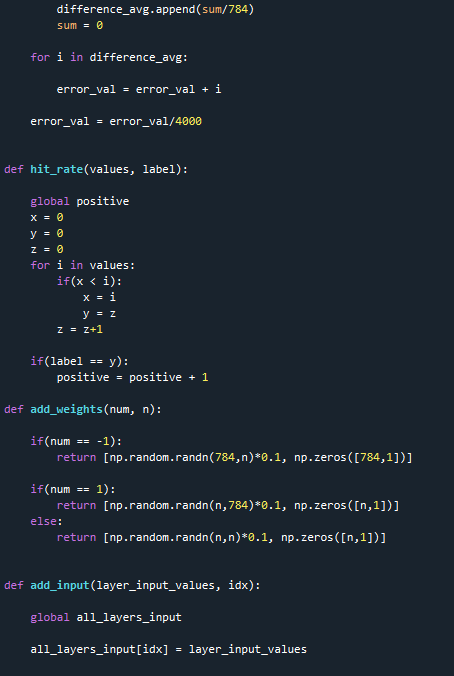 difference_avg.append(sum/784)
        sum = 0

    for i in difference_avg:

        error_val = error_val + i

    error_val = error_val/4000


def hit_rate(values, label):

    global positive
    x = 0
    y = 0
    z = 0
    for i in values:
        if(x < i):
            x = i
            y = z
        z = z+1

    if(label == y):
        positive = positive + 1

def add_weights(num, n):

    if(num == -1):
        return [np.random.randn(784,n)*0.1, np.zeros([784,1])]

    if(num == 1):
        return [np.random.randn(n,784)*0.1, np.zeros([n,1])]
    else:
        return [np.random.randn(n,n)*0.1, np.zeros([n,1])]


def add_input(layer_input_values, idx):

    global all_layers_input

    all_layers_input[idx] = layer_input_values